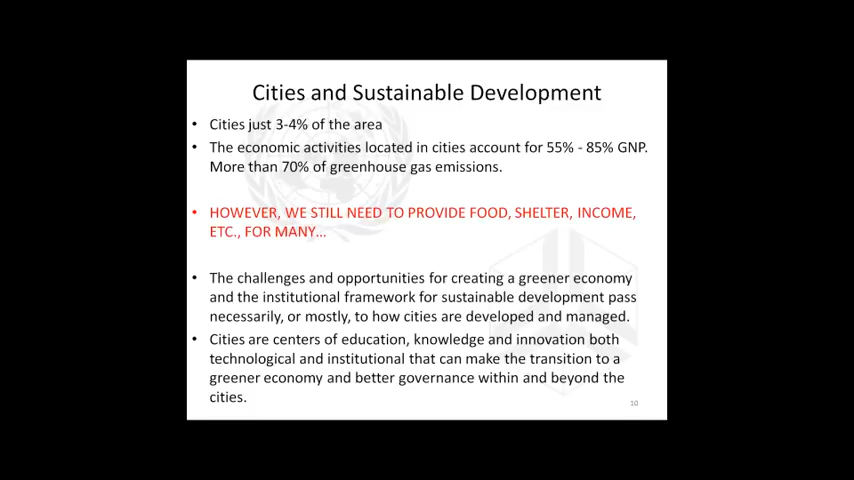 Cities and Sustainable Development
• Cities just 3-4% of the area
• The economic activities located in cities account for 55% - 85% GNP.
More than 70% of greenhouse gas emissions.
• HOWEVER, WE STILL NEED TO PROVIDE FOOD, SHELTER, INCOME,
ETC., FOR MANY...
• The challenges and opportunities for creating a greener economy
and the institutional framework for sustainable development pass
necessarily, or mostly, to how cities are developed and managed.
• Cities are centers of education, knowledge and innovation both
technological and institutional that can make the transition to a
greener economy and better governance within and beyond the
cities.
10